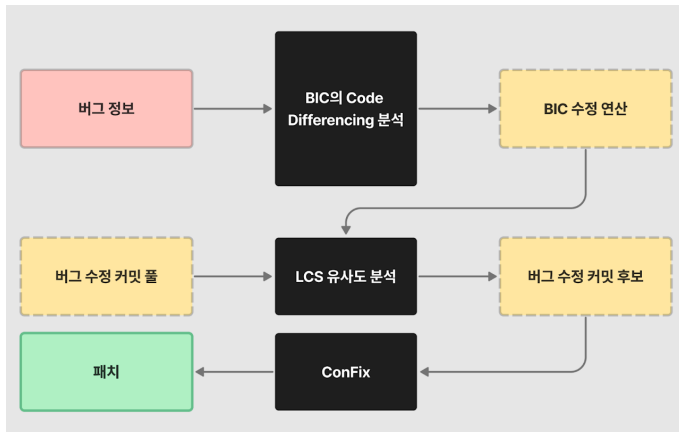 버그 정보
BIC의 Code
Differencing 분석
BIC 수정 연산
버그 수정 커밋 풀
LCS 유사도 분석
버그 수정 커밋 후보
패치
ConFix